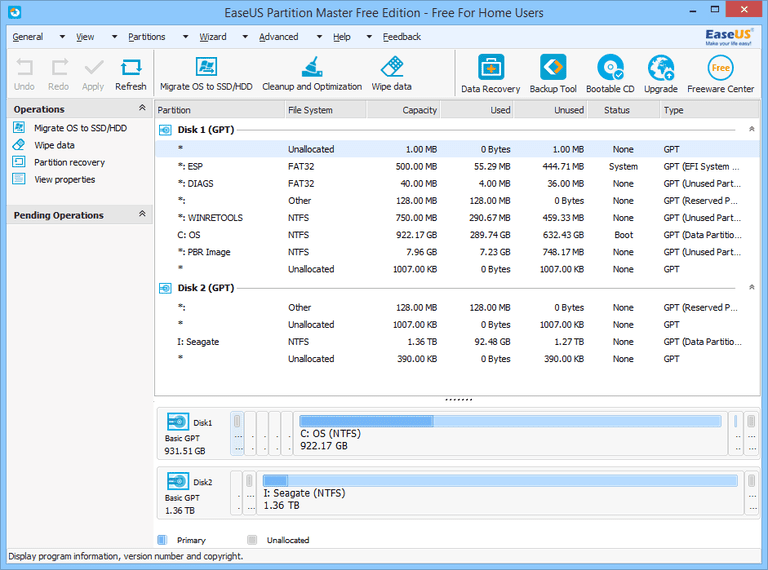 EaseUS Partition Master Free Edition - Free For Home Users
General View Partitions Wizard Advanced Help Feedback
EaseUS®
Make your life easy!
Undo Redo Apply Refresh Migrate OS to SSD/HDD Cleanup and Optimization Wipe data Data Recovery Backup Tool Bootable CD Upgrade Free Freeware Center
Operations
Migrate OS to SSD/HDD
Wipe data
Partition recovery
View properties
Pending Operations
Partition File System Capacity Used Unused Status Type
Disk 1 (GPT)
* Unallocated 1.00 MB 0 Bytes 1.00 MB None GPT
*: ESP FAT32 500.00 MB 55.29 MB 444.71 MB System GPT (EFI System ...
*: DIAGS FAT32 40.00 MB 4.00 MB 36.00 MB None GPT (Unused Part...
*: Other 128.00 MB 128.00 MB 0 Bytes None GPT (Reserved P...
*: WINRETOOLS NTFS 750.00 MB 290.67 MB 459.33 MB None GPT (Unused Part...
C: OS NTFS 922.17 GB 289.74 GB 632.43 GB Boot GPT (Data Partitio...
*: PBR Image NTFS 7.96 GB 7.23 GB 748.17 MB None GPT (Unused Part...
* Unallocated 1007.00 KB 0 Bytes 1007.00 KB None GPT
Disk 2 (GPT)
*: Other 128.00 MB 128.00 MB 0 Bytes None GPT (Reserved P...
* Unallocated 1007.00 KB 0 Bytes 1007.00 KB None GPT
I: Seagate NTFS 1.36 TB 92.48 GB 1.27 TB None GPT (Data Partitio...
* Unallocated 390.00 KB 0 Bytes 390.00 KB None GPT
Disk1
Basic GPT
931.51 GB
C: OS (NTFS)
922.17 GB
Disk2
Basic GPT
1.36 TB
I: Seagate (NTFS)
1.36 TB
Primary Unallocated
Display program information, version number and copyright.